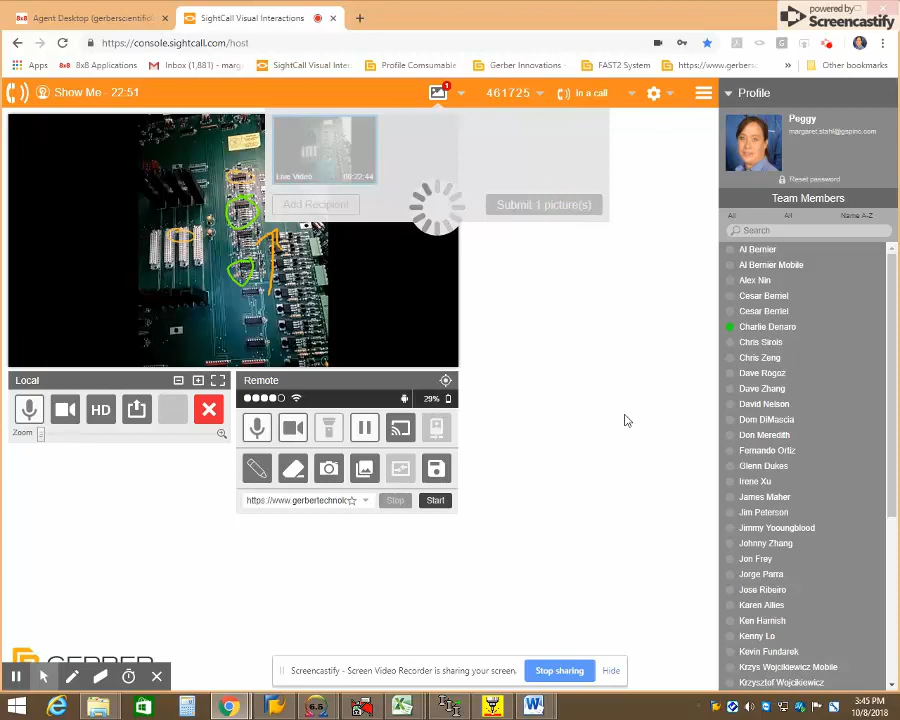 Agent Desktop (gerberscientific
SightCall Visual Interactions
powered by
Screencastify
https://console.sightcall.com/host
Apps
8x8 Applications
Inbox (1,881) - marg
SightCall Visual Inter
Profile Comsumable
Gerber Innovations -
FAST2 System
https://www.gerbers
Other bookmarks
Show Me - 22:51
1
461725
in a call
Profile
Peggy
margaret.stahl@gspinc.com
Reset password
Live Video
00:22:44
Add Recipient
Submit 1 picture(s)
Team Members
All
All
Name A-Z
Search
Al Bernier
Al Bernier Mobile
Alex Nin
Cesar Berriel
Cesar Berriel
Charlie Denaro
Chris Sirois
Chris Zeng
Dave Rogoz
Dave Zhang
David Nelson
Dom DiMascia
Don Meredith
Fernando Ortiz
Glenn Dukes
Irene Xu
James Maher
Jim Peterson
Jimmy Yooungblood
Johnny Zhang
Jon Frey
Jorge Parra
Jose Ribeiro
Karen Allies
Ken Harnish
Kenny Lo
Kevin Fundarek
Krzys Wojcikiewicz Mobile
Krzysztof Wojcikiewicz
Local
HD
Zoom
Remote
29%
https://www.gerbertechnol
Stop
Start
GERBER
Screencastify - Screen Video Recorder is sharing your screen.
Stop sharing
Hide
3:45 PM
10/8/2018